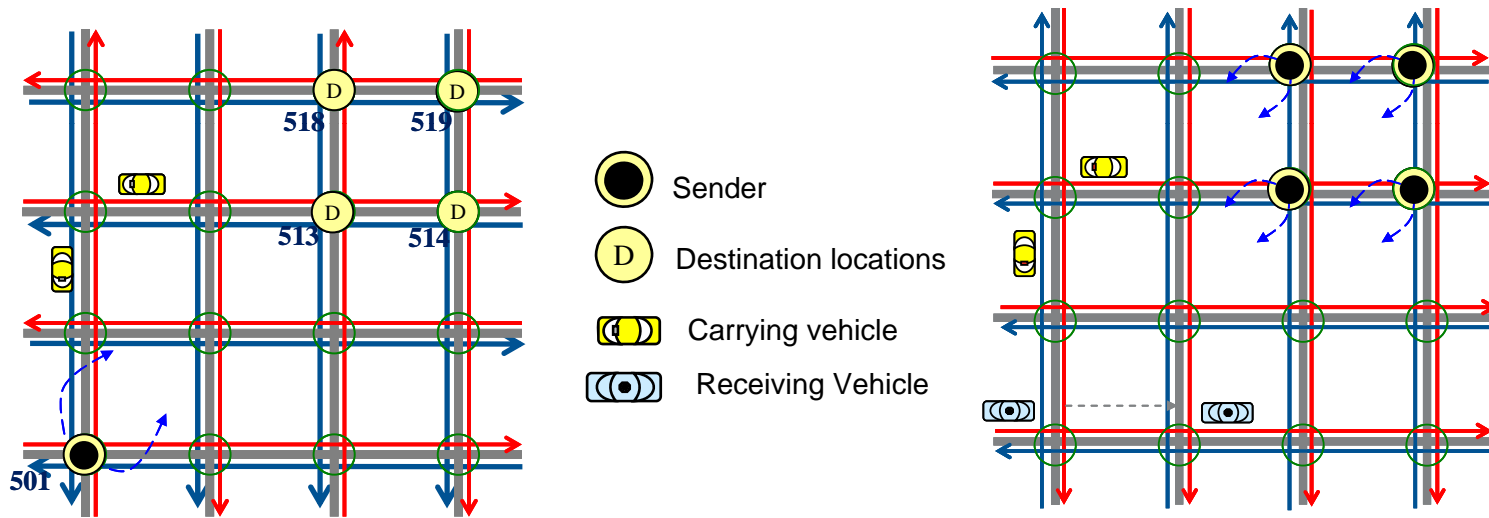 D
D
518
519
D
D
513
514
501
Sender
D
Destination locations
Carrying vehicle
Receiving Vehicle